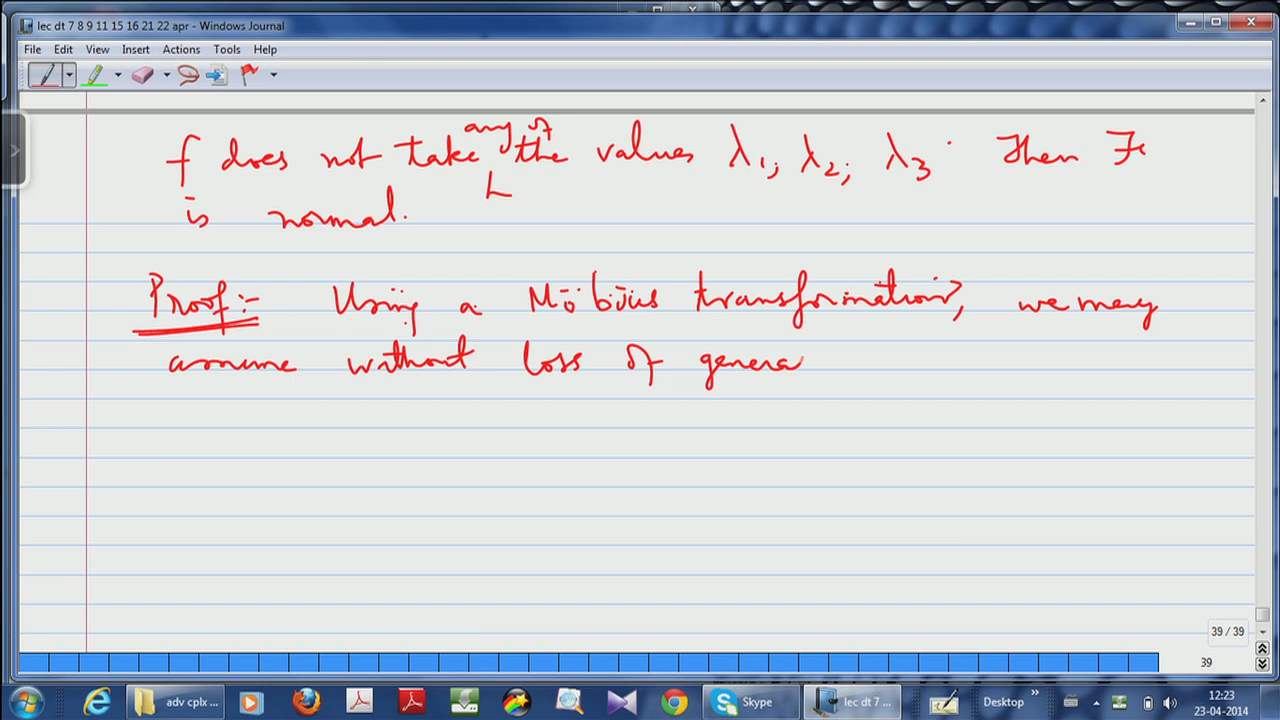 lec dt 7 8 9 11 15 16 21 22 apr - Windows Journal
File Edit View Insert Actions Tools Help
any of
f does not take the values λ1, λ2, λ3. Then F
is normal.
Proof:- Using a Möbius transformation, we may
assume without loss of genera
39 / 39
39
adv cplx ...
Skype
lec dt 7 ...
Desktop
12:23
23-04-2014